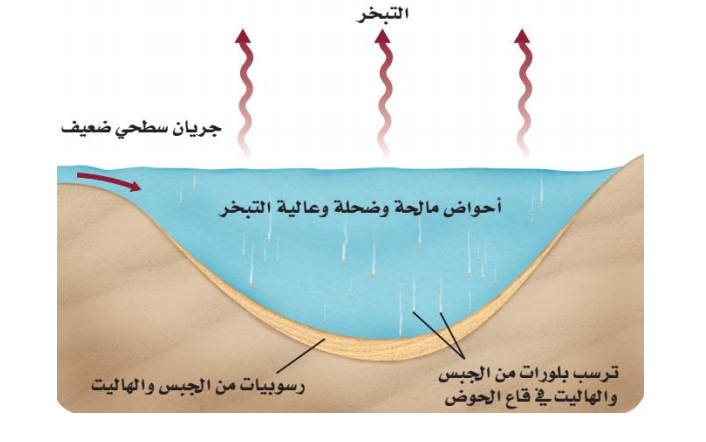 التبخر
جريان سطحي ضعيف
أحواض مالحة وضحلة وعالية التبخر
ترسب بلورات من الجبس
والهاليت في قاع الحوض
رسوبيات من الجبس والهاليت